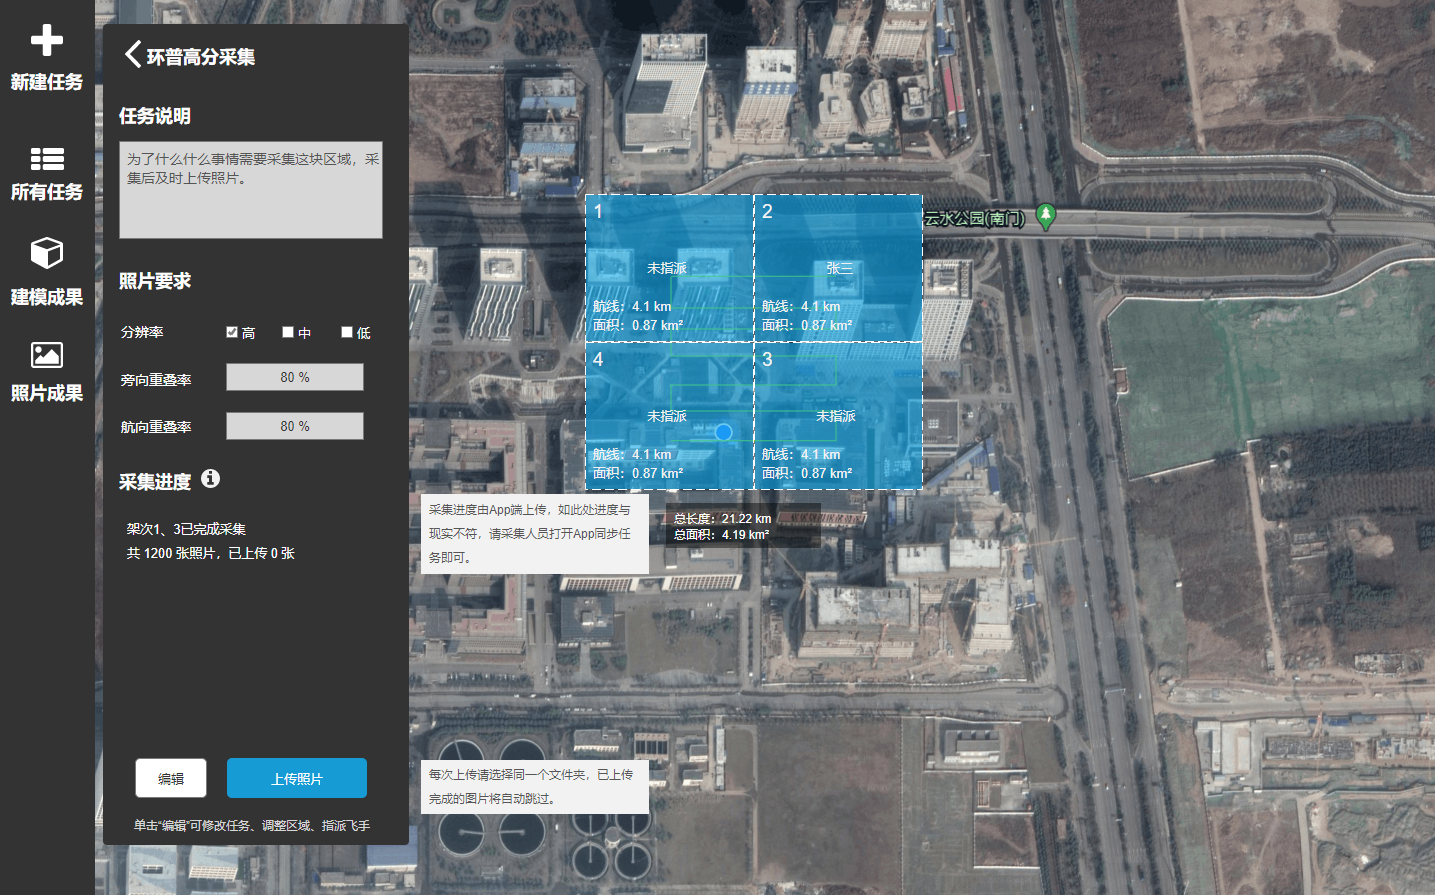 新建任务
所有任务
建模成果
照片成果
环普高分采集
任务说明
为了什么什么事情需要采集这块区域，采
集后及时上传照片。
照片要求
分辨率
高
中
低
旁向重叠率
80 %
航向重叠率
80 %
采集进度
架次1、3已完成采集
共 1200 张照片，已上传 0 张
编辑
上传照片
单击“编辑”可修改任务、调整区域、指派飞手
1
未指派
航线：4.1 km
面积：0.87 km²
2
张三
航线：4.1 km
面积：0.87 km²
4
未指派
航线：4.1 km
面积：0.87 km²
3
未指派
航线：4.1 km
面积：0.87 km²
云水公园(南门)
总长度：21.22 km
总面积：4.19 km²
采集进度由App端上传，如此处进度与
现实不符，请采集人员打开App同步任
务即可。
每次上传请选择同一个文件夹，已上传
完成的图片将自动跳过。